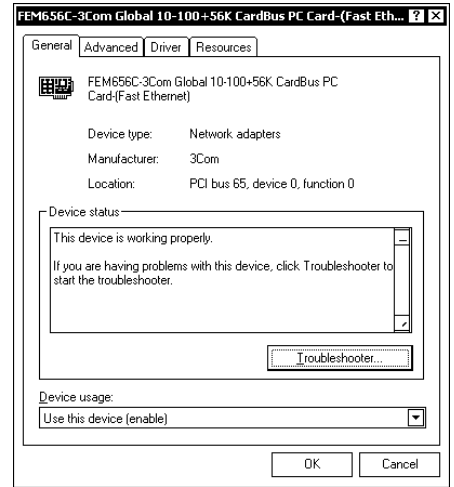 FEM656C-3Com Global 10-100+56K CardBus PC Card-(Fast Eth... ? X
General Advanced Driver Resources
FEM656C-3Com Global 10-100+56K CardBus PC
Card-(Fast Ethernet)
Device type: Network adapters
Manufacturer: 3Com
Location: PCI bus 65, device 0, function 0
Device status
This device is working properly.
If you are having problems with this device, click Troubleshooter to
start the troubleshooter.
Troubleshooter...
Device usage:
Use this device (enable)
OK Cancel